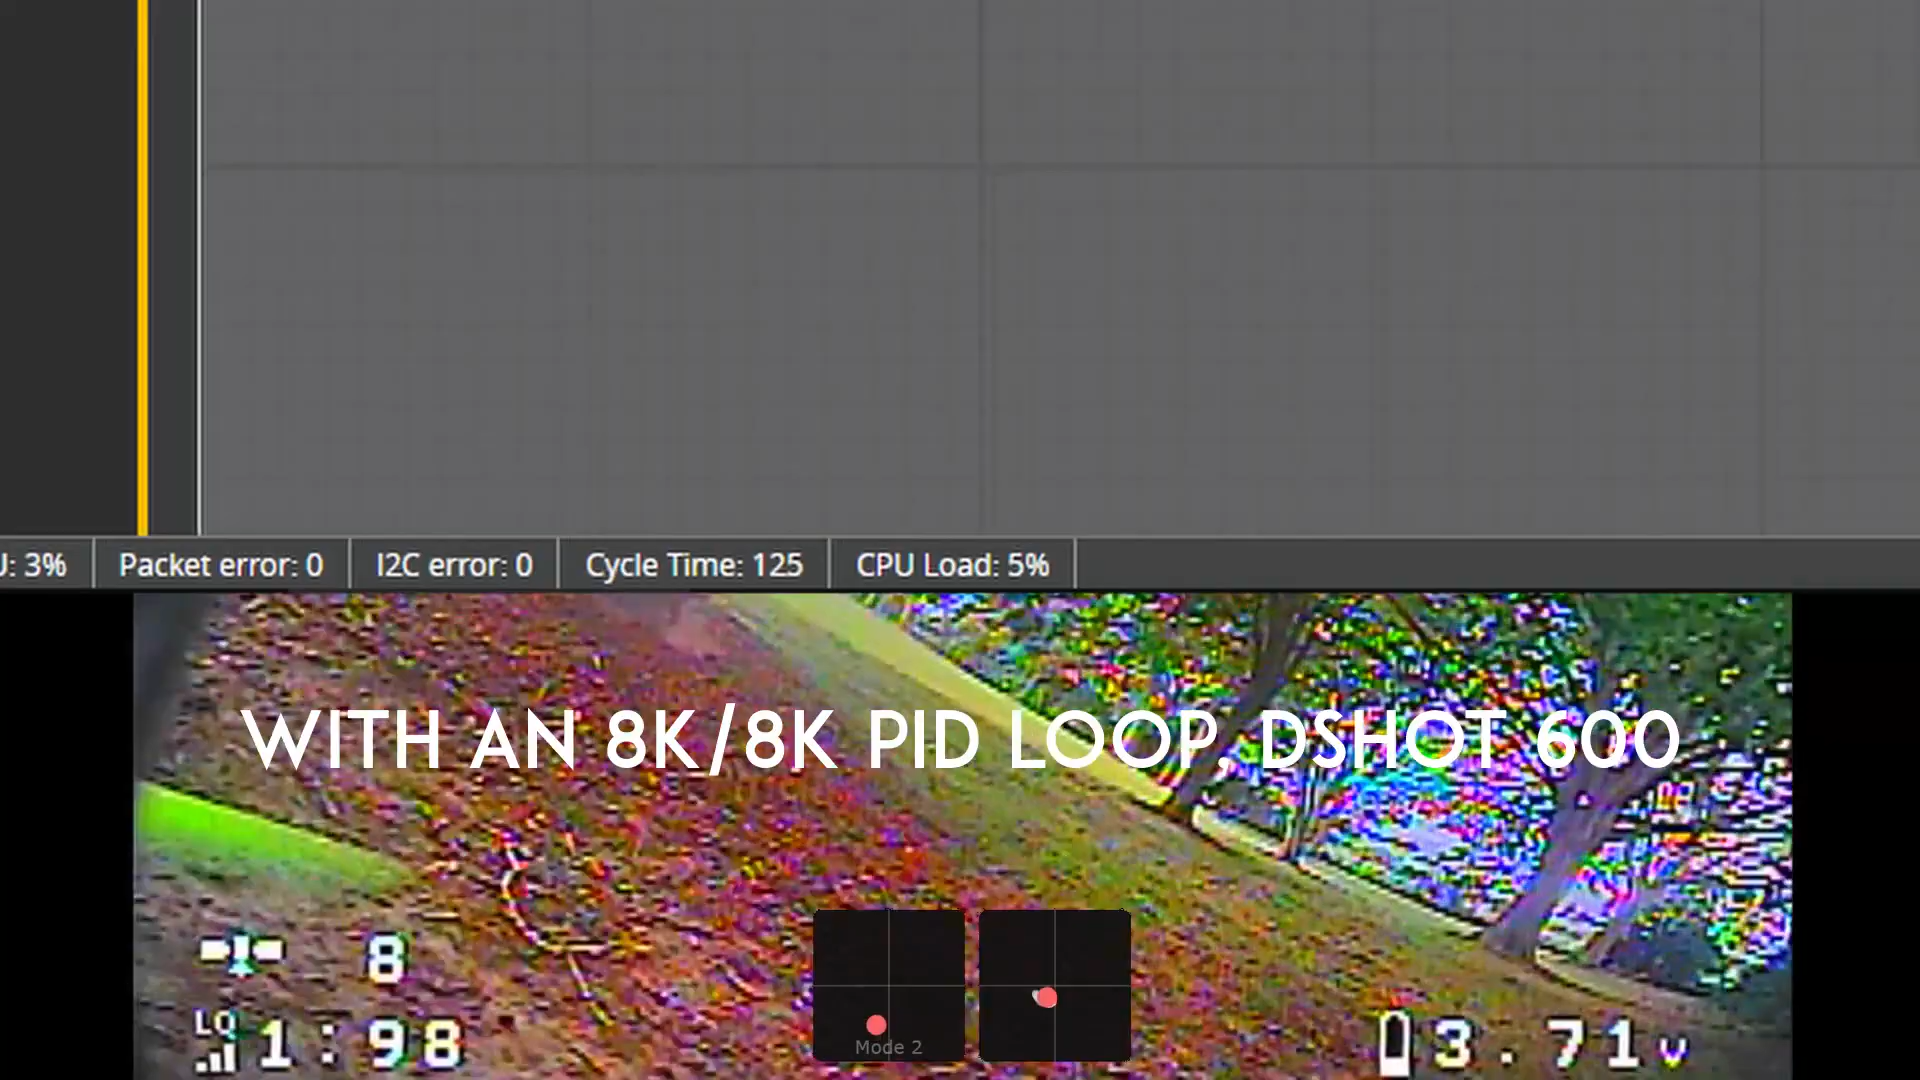 U: 3% Packet error: 0 I2C error: 0 Cycle Time: 125 CPU Load: 5%
WITH AN 8K/8K PID LOOP, DSHOT 600
8
LQ 1:98
Mode 2
3.71V